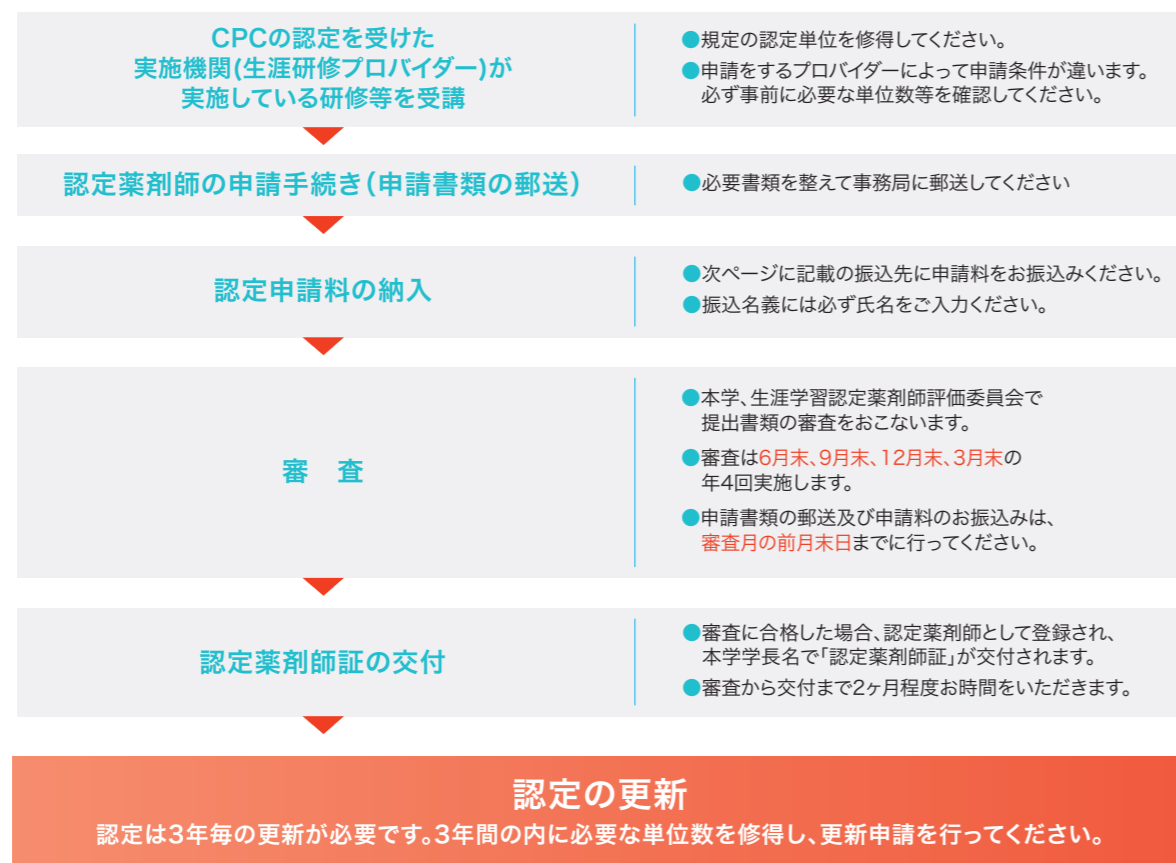 CPCの認定を受けた
実施機関(生涯研修プロバイダー)が
実施している研修等を受講
●規定の認定単位を修得してください。
●申請をするプロバイダーによって申請条件が違います。
必ず事前に必要な単位数等を確認してください。
認定薬剤師の申請手続き(申請書類の郵送)
●必要書類を整えて事務局に郵送してください
認定申請料の納入
●次ページに記載の振込先に申請料をお振込みください。
●振込名義には必ず氏名をご入力ください。
審　査
●本学、生涯学習認定薬剤師評価委員会で
提出書類の審査をおこないます。
●審査は6月末、9月末、12月末、3月末の
年4回実施します。
●申請書類の郵送及び申請料のお振込みは、
審査月の前月末日までに行ってください。
認定薬剤師証の交付
●審査に合格した場合、認定薬剤師として登録され、
本学学長名で「認定薬剤師証」が交付されます。
●審査から交付まで2ヶ月程度お時間をいただきます。
認定の更新
認定は3年毎の更新が必要です。3年間の内に必要な単位数を修得し、更新申請を行ってください。